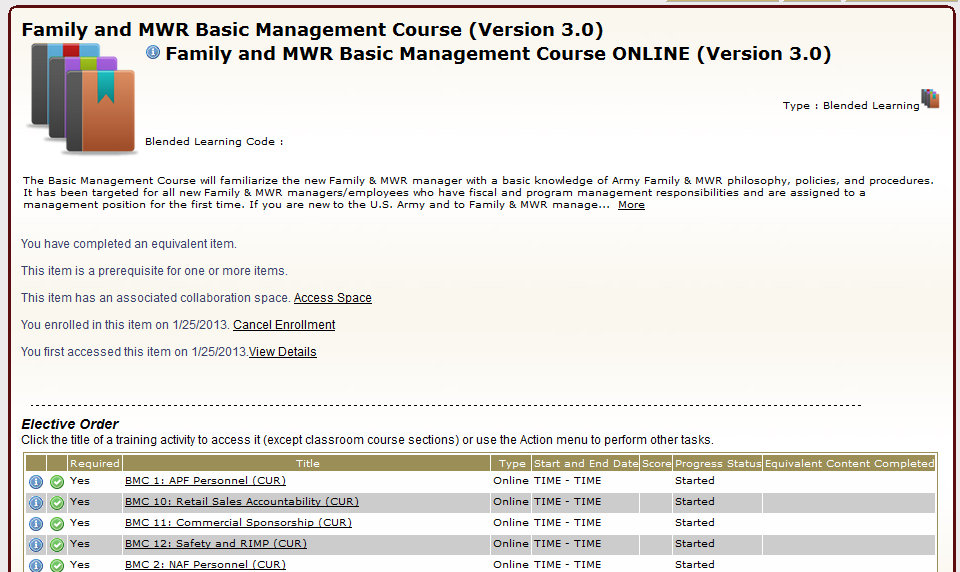 Family and MWR Basic Management Course (Version 3.0)
Family and MWR Basic Management Course ONLINE (Version 3.0)
Type : Blended Learning
Blended Learning Code :
The Basic Management Course will familiarize the new Family & MWR manager with a basic knowledge of Army Family & MWR philosophy, policies, and procedures.
It has been targeted for all new Family & MWR managers/employees who have fiscal and program management responsibilities and are assigned to a
management position for the first time. If you are new to the U.S. Army and to Family & MWR manage... More
You have completed an equivalent item.
This item is a prerequisite for one or more items.
This item has an associated collaboration space. Access Space
You enrolled in this item on 1/25/2013. Cancel Enrollment
You first accessed this item on 1/25/2013.View Details
Elective Order
Click the title of a training activity to access it (except classroom course sections) or use the Action menu to perform other tasks.
Required Title Type Start and End Date Score Progress Status Equivalent Content Completed
Yes BMC 1: APF Personnel (CUR) Online TIME - TIME Started
Yes BMC 10: Retail Sales Accountability (CUR) Online TIME - TIME Started
Yes BMC 11: Commercial Sponsorship (CUR) Online TIME - TIME Started
Yes BMC 12: Safety and RIMP (CUR) Online TIME - TIME Started
Yes BMC 2: NAF Personnel (CUR) Online TIME - TIME Started